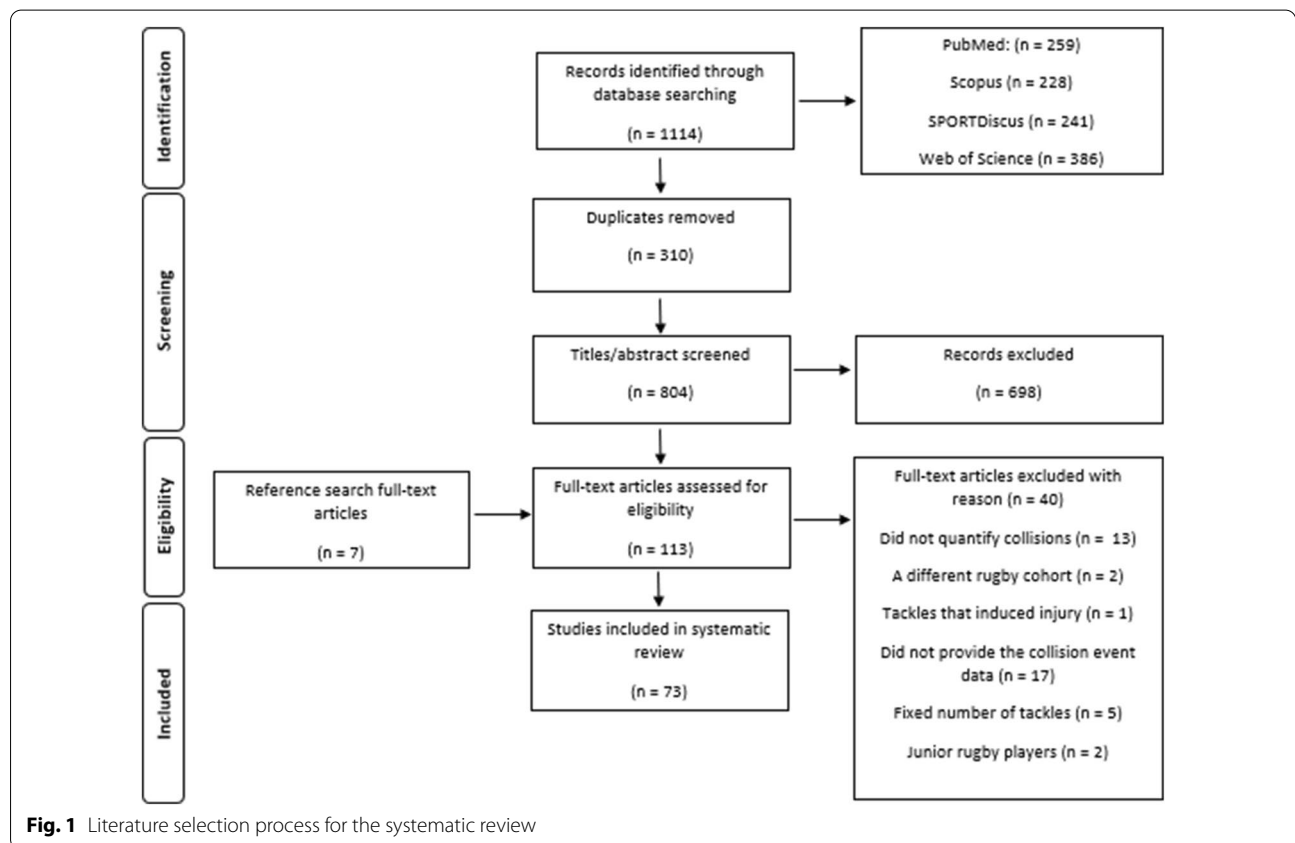 Identification
Records identified through
database searching
(n = 1114)
PubMed: (n = 259)
Scopus (n = 228)
SPORTDiscus (n = 241)
Web of Science (n = 386)
Screening
Duplicates removed
(n = 310)
Titles/abstract screened
(n = 804)
Records excluded
(n = 698)
Eligibility
Reference search full-text
articles
(n = 7)
Full-text articles assessed for
eligibility
(n = 113)
Full-text articles excluded with
reason (n = 40)
Did not quantify collisions (n = 13)
A different rugby cohort (n = 2)
Tackles that induced injury (n = 1)
Did not provide the collision event
data (n = 17)
Fixed number of tackles (n = 5)
Junior rugby players (n = 2)
Included
Studies included in systematic
review
(n = 73)
Fig. 1 Literature selection process for the systematic review